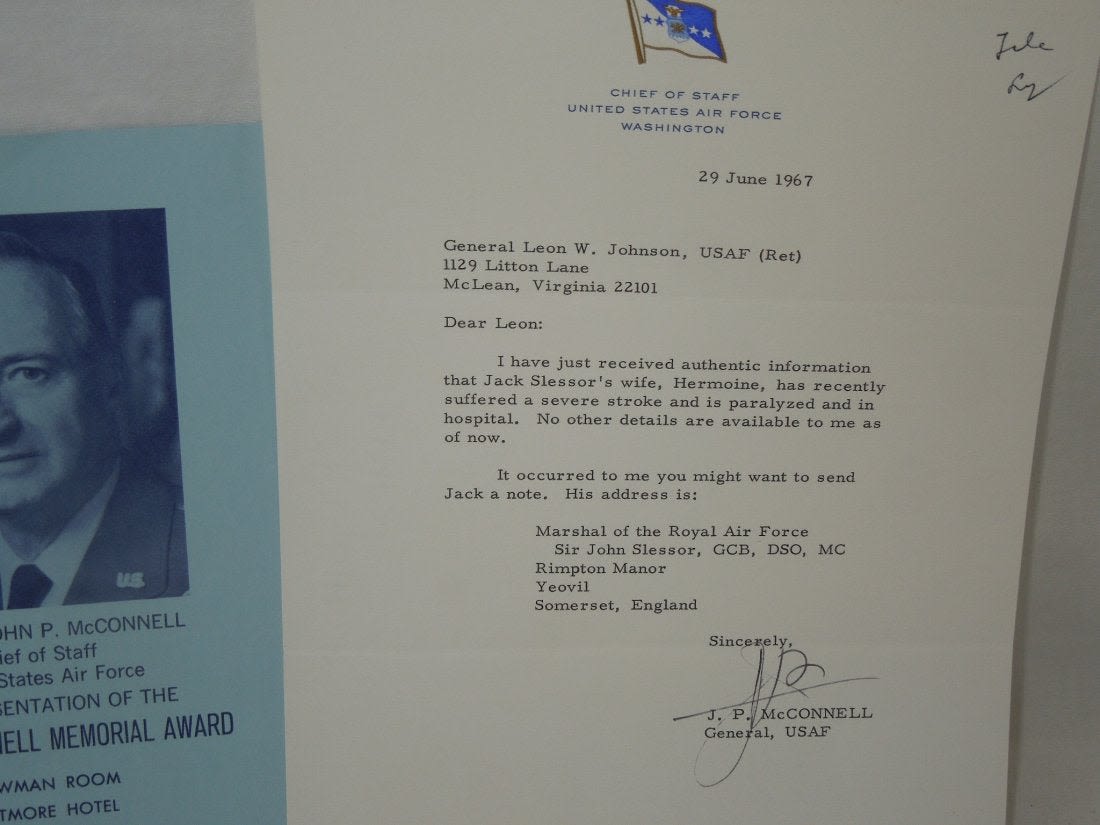 File
CHIEF OF STAFF
UNITED STATES AIR FORCE
WASHINGTON
29 June 1967
General Leon W. Johnson, USAF (Ret)
1129 Litton Lane
McLean, Virginia 22101
Dear Leon:
I have just received authentic information
that Jack Slessor's wife, Hermoine, has recently
suffered a severe stroke and is paralyzed and in
hospital. No other details are available to me as
of now.
It occurred to me you might want to send
Jack a note. His address is:
Marshal of the Royal Air Force
Sir John Slessor, GCB, DSO, MC
Rimpton Manor
Yeovil
Somerset, England
Sincerely,
J. P. McCONNELL
General, USAF
U.S.
OHN P. McCONNELL
ief of Staff
States Air Force
SENTATION OF THE
NELL MEMORIAL AWARD
WMAN ROOM
TMORE HOTEL